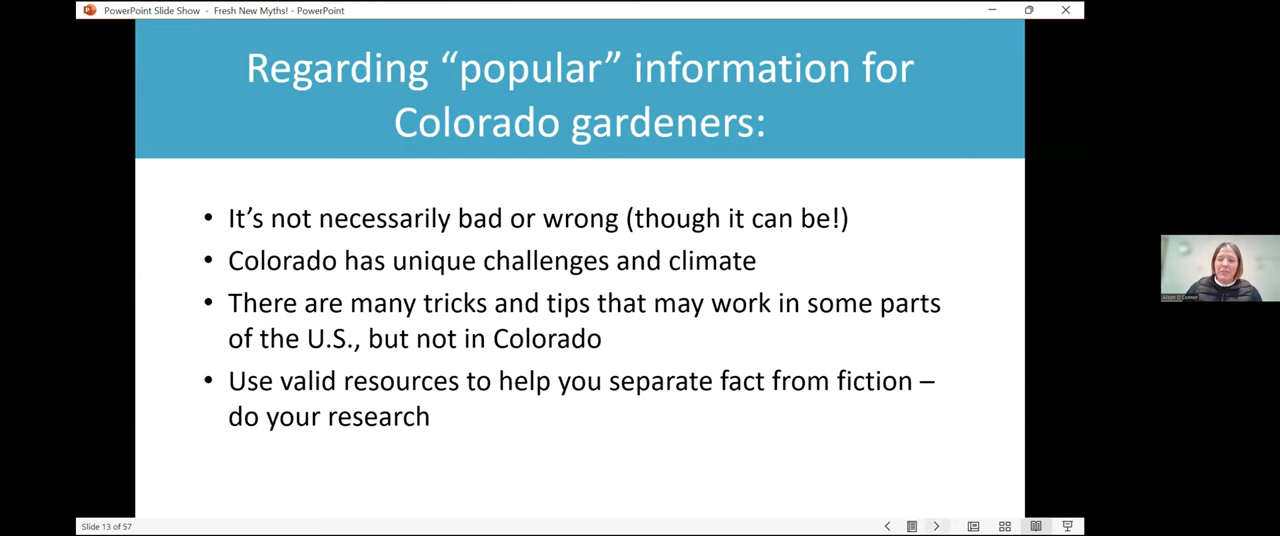 PowerPoint Slide Show - Fresh New Myths! - PowerPoint
Regarding “popular” information for
Colorado gardeners:
• It’s not necessarily bad or wrong (though it can be!)
• Colorado has unique challenges and climate
• There are many tricks and tips that may work in some parts
of the U.S., but not in Colorado
• Use valid resources to help you separate fact from fiction –
do your research
Alison O'Connor
Slide 13 of 57